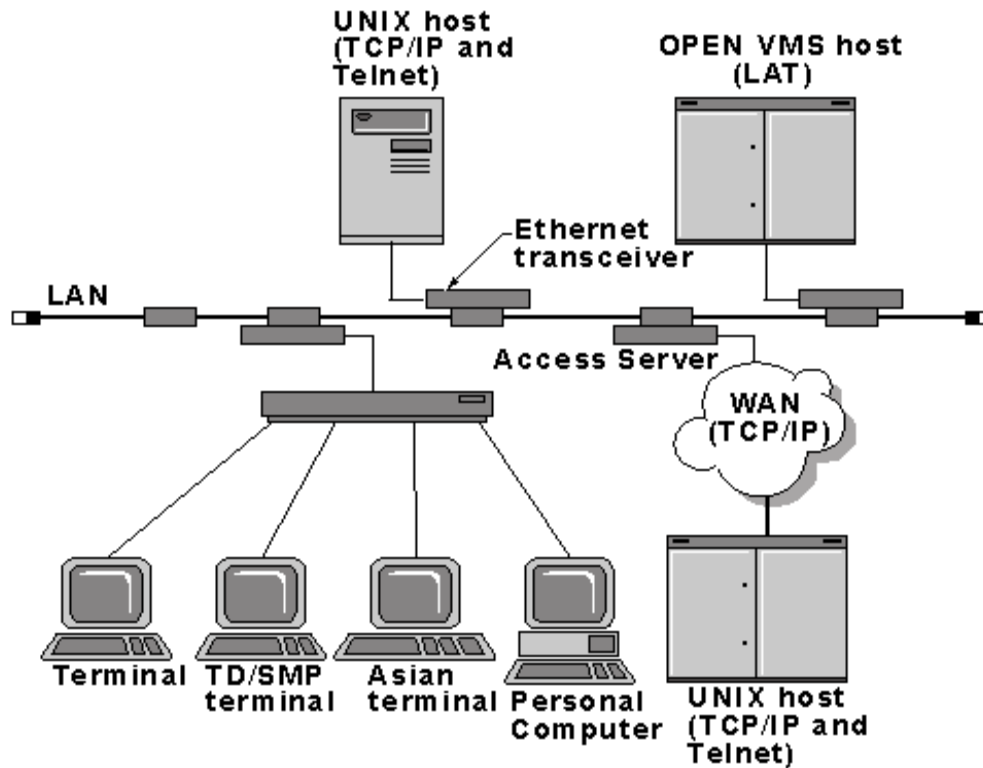 UNIX host
(TCP/IP and
Telnet)
OPEN VMS host
(LAT)
Ethernet
transceiver
LAN
Access Server
WAN
(TCP/IP)
Terminal
TD/SMP
terminal
Asian
terminal
Personal
Computer
UNIX host
(TCP/IP and
Telnet)